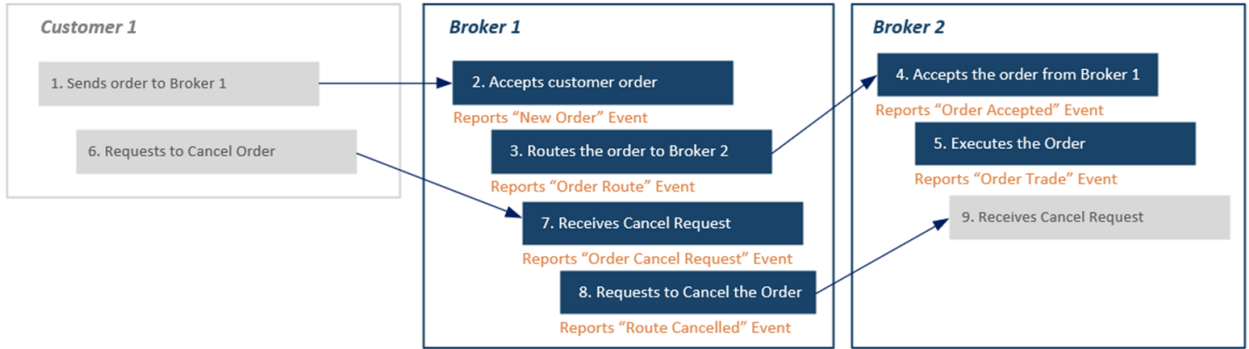 Customer 1
1. Sends order to Broker 1
6. Requests to Cancel Order
Broker 1
2. Accepts customer order
Reports “New Order” Event
3. Routes the order to Broker 2
Reports “Order Route” Event
7. Receives Cancel Request
Reports “Order Cancel Request” Event
8. Requests to Cancel the Order
Reports “Route Cancelled” Event
Broker 2
4. Accepts the order from Broker 1
Reports “Order Accepted” Event
5. Executes the Order
Reports “Order Trade” Event
9. Receives Cancel Request